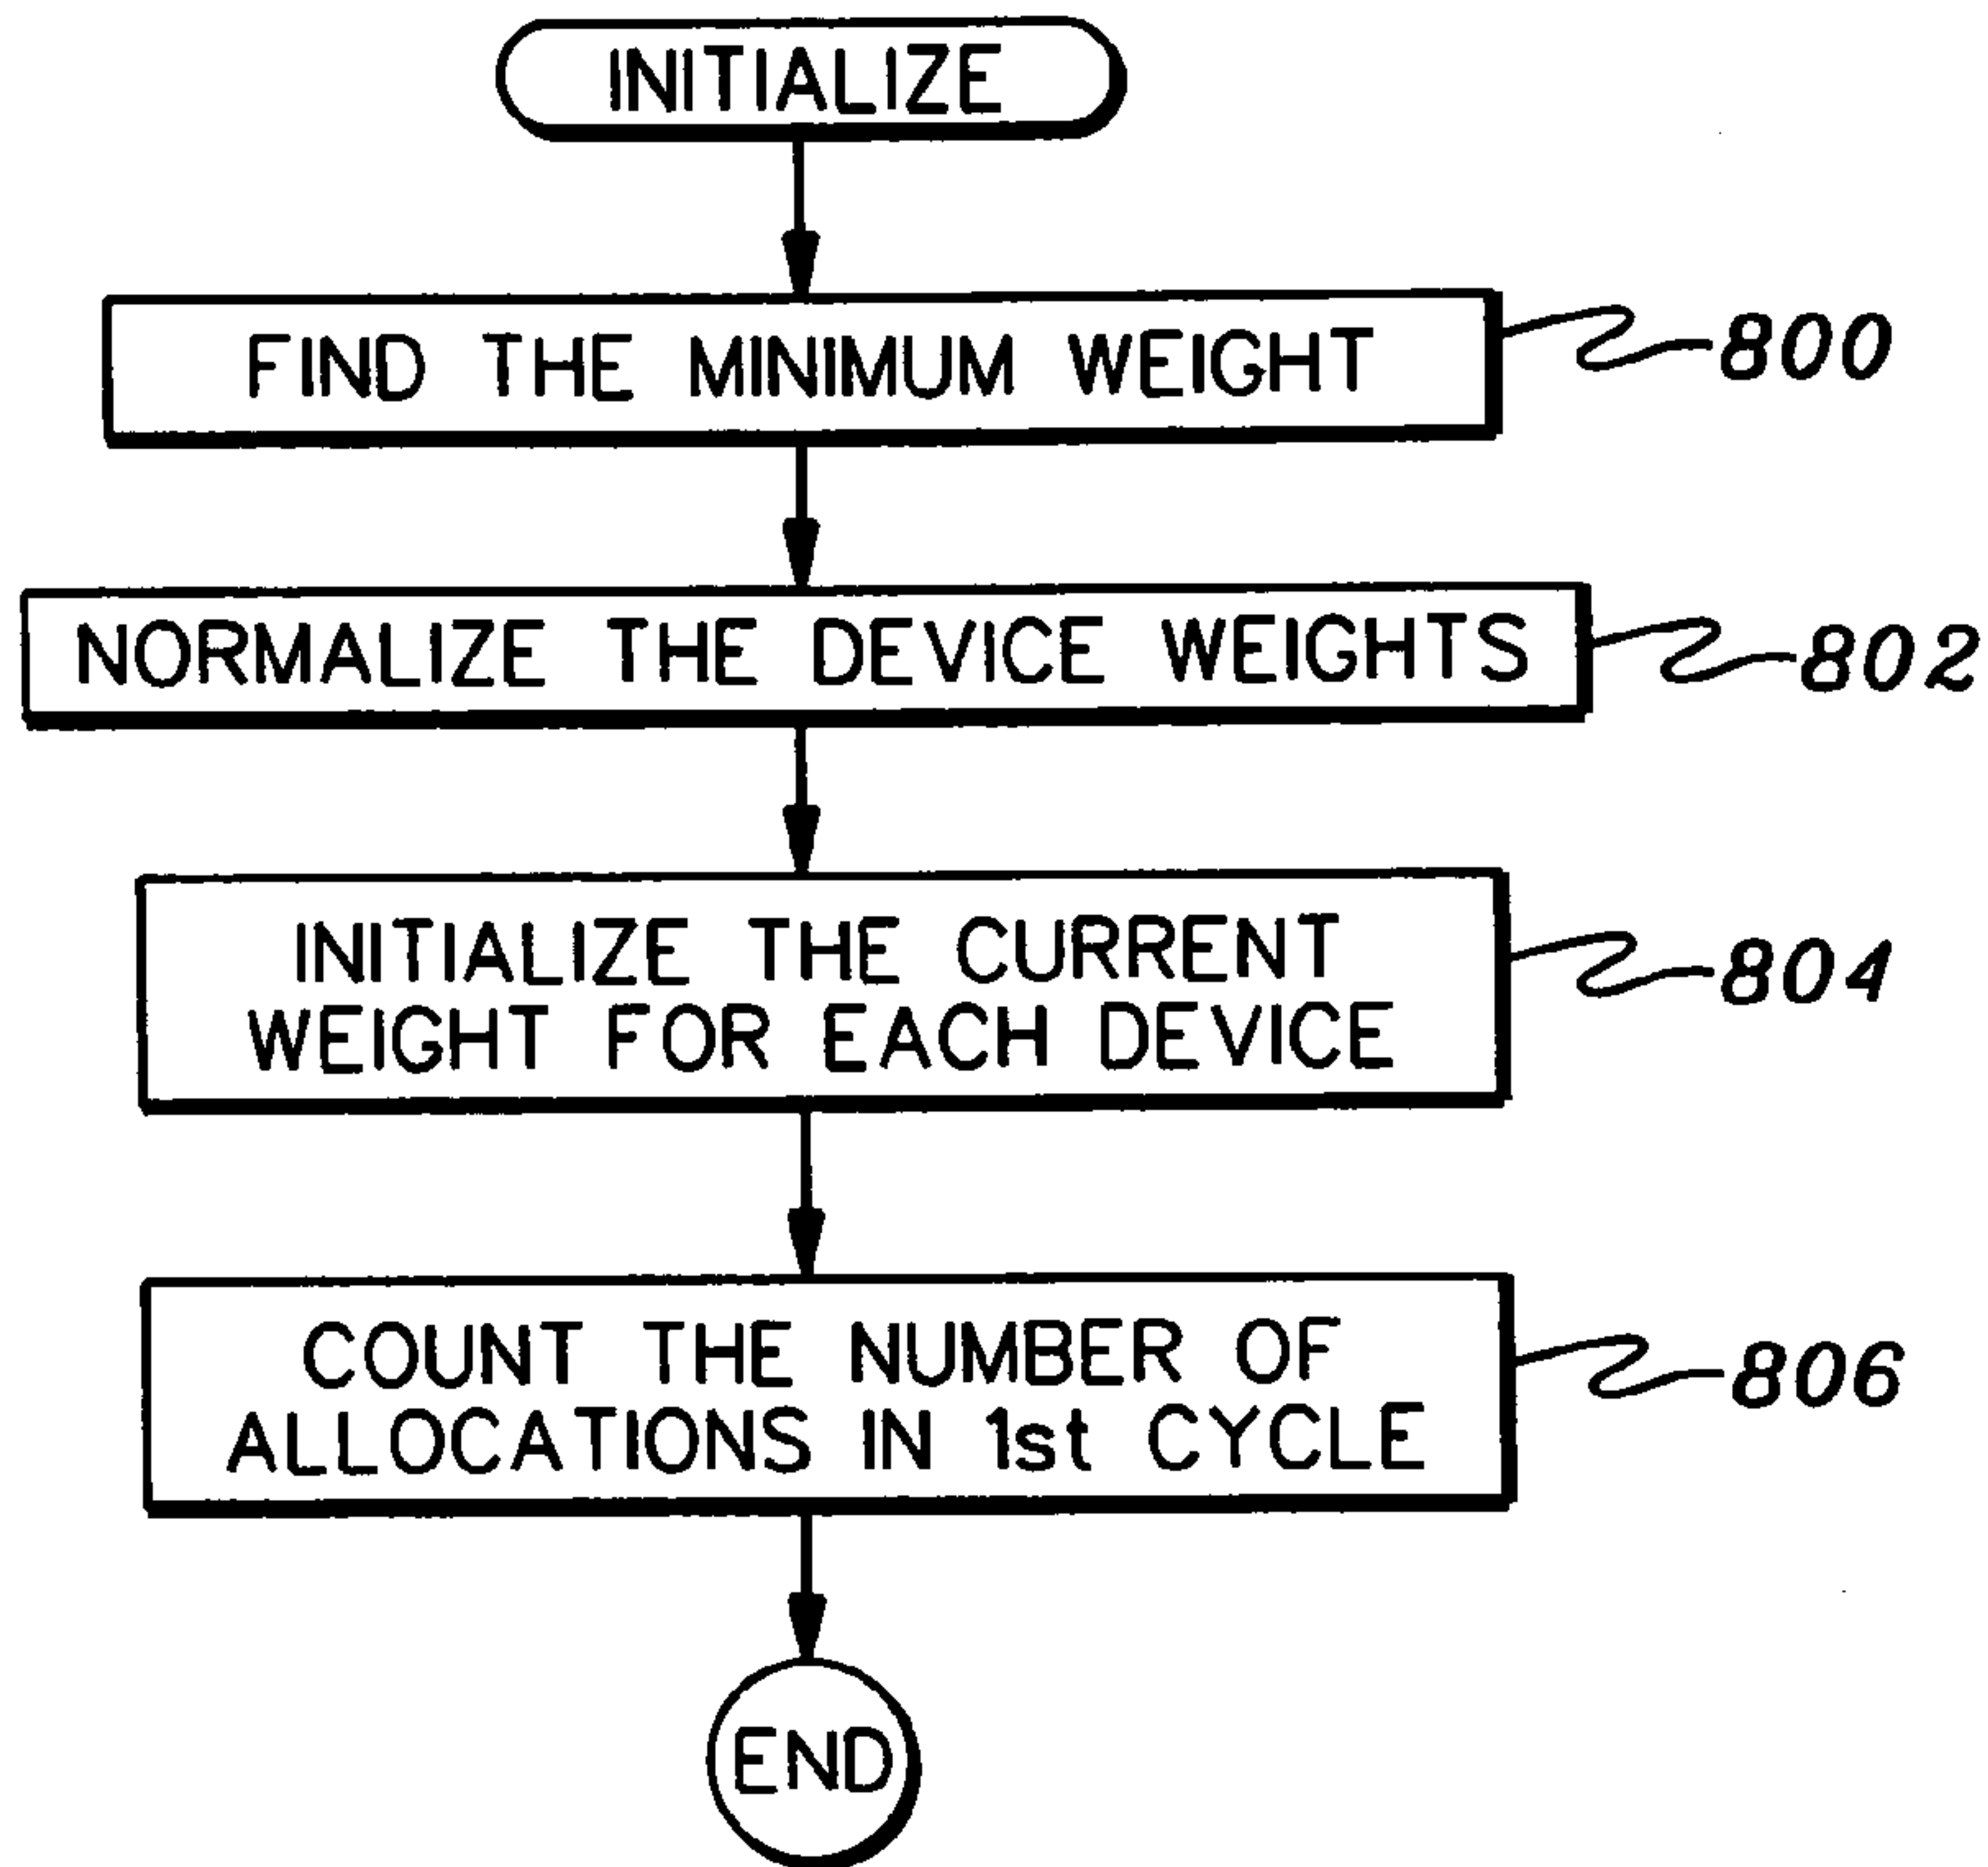 INITIALIZE
FIND THE MINIMUM WEIGHT
800
NORMALIZE THE DEVICE WEIGHTS
802
INITIALIZE THE CURRENT
WEIGHT FOR EACH DEVICE
804
COUNT THE NUMBER OF
ALLOCATIONS IN 1st CYCLE
806
END